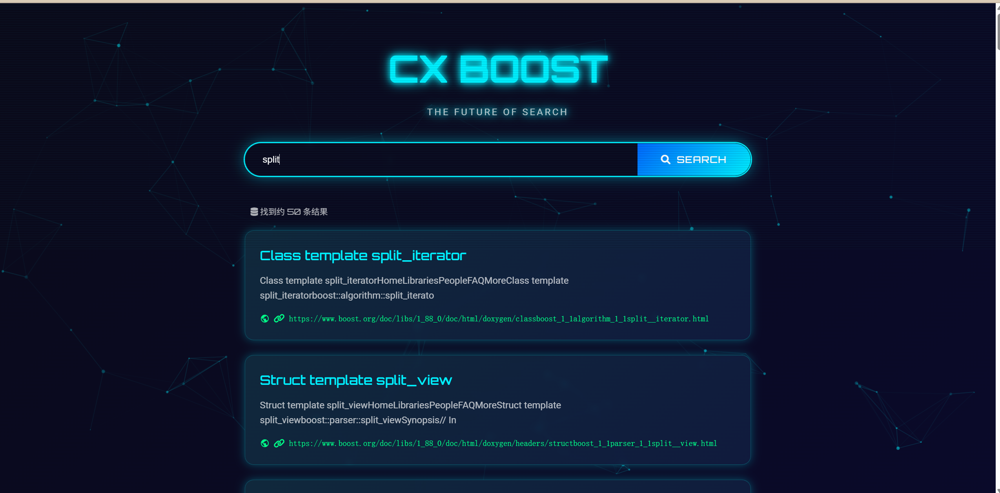 CX BOOST
THE FUTURE OF SEARCH
split
SEARCH
找到约 50 条结果
Class template split_iterator
Class template split_iteratorHomeLibrariesPeopleFAQMoreClass template
split_iteratorboost::algorithm::split_iterato
https://www.boost.org/doc/libs/1_88_0/doc/html/doxygen/classboost_1_1algorithm_1_1split__iterator.html
Struct template split_view
Struct template split_viewHomeLibrariesPeopleFAQMoreStruct template
split_viewboost::parser::split_viewSynopsis// In
https://www.boost.org/doc/libs/1_88_0/doc/html/doxygen/headers/structboost_1_1parser_1_1split__view.html